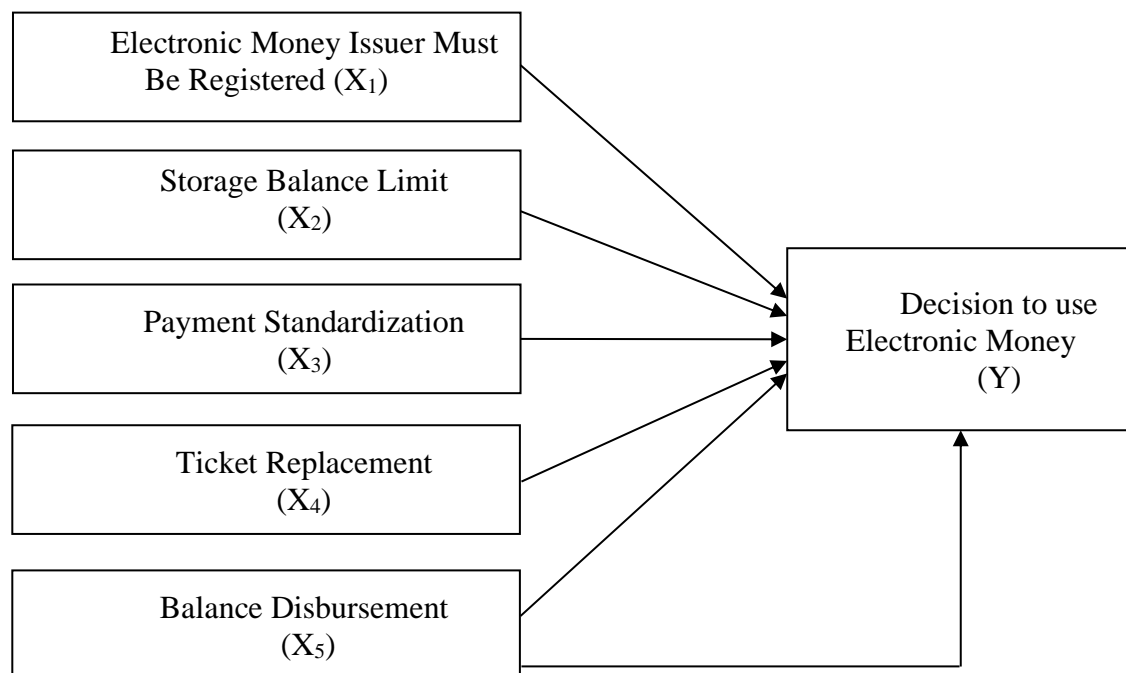 Electronic Money Issuer Must
Be Registered (X₁)
Storage Balance Limit
(X₂)
Payment Standardization
(X₃)
Ticket Replacement
(X₄)
Balance Disbursement
(X₅)
Decision to use
Electronic Money
(Y)